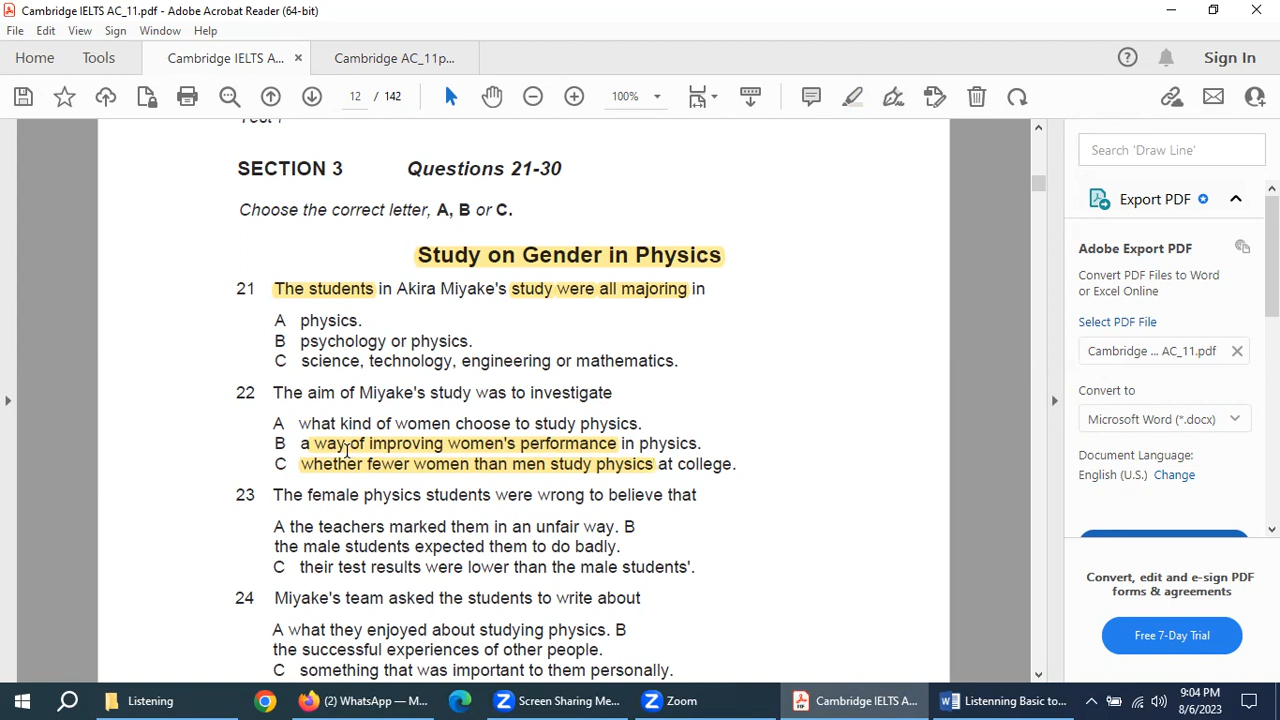 Cambridge IELTS AC_11.pdf - Adobe Acrobat Reader (64-bit)
File Edit View Sign Window Help
Home Tools Cambridge IELTS A... × Cambridge AC_11p... Sign In
12 / 142 100%
SECTION 3 Questions 21-30
Choose the correct letter, A, B or C.
Study on Gender in Physics
21 The students in Akira Miyake's study were all majoring in
A physics.
B psychology or physics.
C science, technology, engineering or mathematics.
22 The aim of Miyake's study was to investigate
A what kind of women choose to study physics.
B a way of improving women's performance in physics.
C whether fewer women than men study physics at college.
23 The female physics students were wrong to believe that
A the teachers marked them in an unfair way. B
the male students expected them to do badly.
C their test results were lower than the male students'.
24 Miyake's team asked the students to write about
A what they enjoyed about studying physics. B
the successful experiences of other people.
C something that was important to them personally.
Search 'Draw Line'
Export PDF
Adobe Export PDF
Convert PDF Files to Word
or Excel Online
Select PDF File
Cambridge ... AC_11.pdf
Convert to
Microsoft Word (*.docx)
Document Language:
English (U.S.) Change
Convert, edit and e-sign PDF
forms & agreements
Free 7-Day Trial
Listening (2) WhatsApp — M... Screen Sharing Me... Zoom Cambridge IELTS A... Listenning Basic to...
9:04 PM
8/6/2023